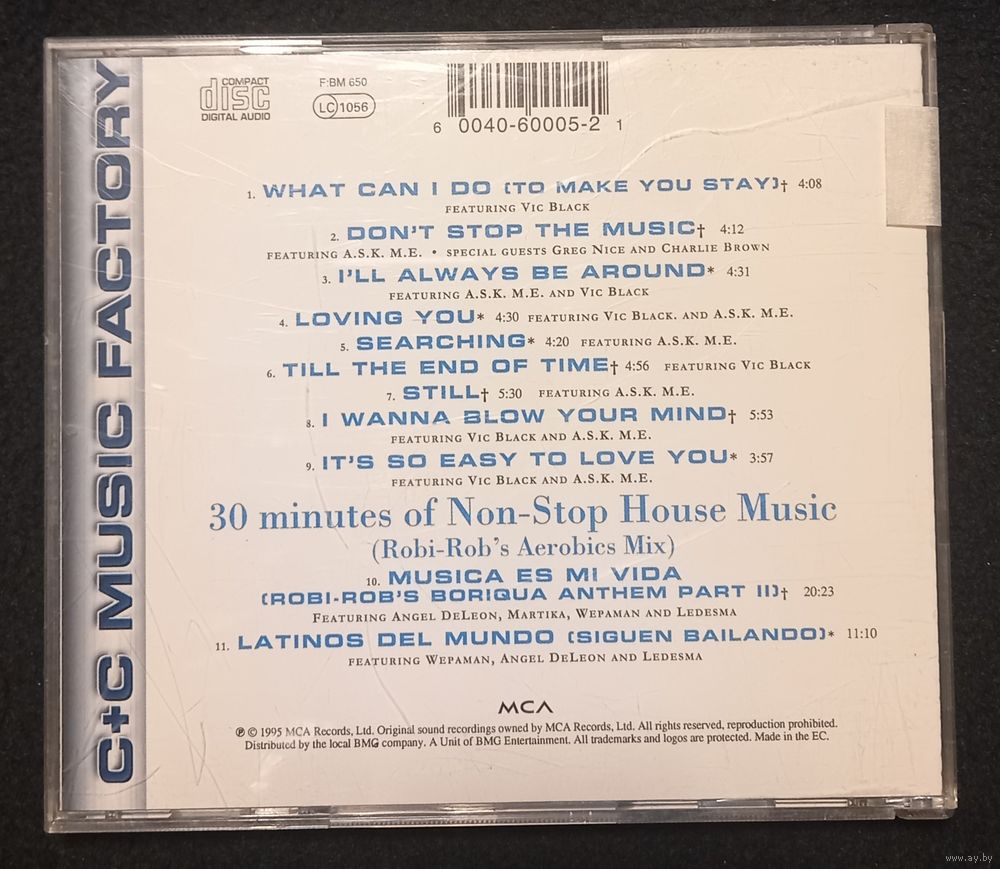 C+C MUSIC FACTORY
COMPACT
disc
DIGITAL AUDIO
F:BM 650
LC 1056
6 0040-60005-2 1
1. WHAT CAN I DO (TO MAKE YOU STAY)† 4:08
FEATURING VIC BLACK
2. DON'T STOP THE MUSIC† 4:12
FEATURING A.S.K. M.E. • SPECIAL GUESTS GREG NICE AND CHARLIE BROWN
3. I'LL ALWAYS BE AROUND* 4:31
FEATURING A.S.K. M.E. AND VIC BLACK
4. LOVING YOU* 4:30 FEATURING VIC BLACK. AND A.S.K. M.E.
5. SEARCHING* 4:20 FEATURING A.S.K. M.E.
6. TILL THE END OF TIME† 4:56 FEATURING VIC BLACK
7. STILL† 5:30 FEATURING A.S.K. M.E.
8. I WANNA BLOW YOUR MIND† 5:53
FEATURING VIC BLACK AND A.S.K. M.E.
9. IT'S SO EASY TO LOVE YOU* 3:57
FEATURING VIC BLACK AND A.S.K. M.E.
30 minutes of Non-Stop House Music
(Robi-Rob's Aerobics Mix)
10. MUSICA ES MI VIDA
(ROBI-ROB'S BORIQUA ANTHEM PART II)† 20:23
FEATURING ANGEL DELEON, MARTIKA, WEPAMAN AND LEDESMA
11. LATINOS DEL MUNDO (SIGUEN BAILANDO)* 11:10
FEATURING WEPAMAN, ANGEL DELEON AND LEDESMA
MCA
℗ © 1995 MCA Records, Ltd. Original sound recordings owned by MCA Records, Ltd. All rights reserved, reproduction prohibited.
Distributed by the local BMG company. A Unit of BMG Entertainment. All trademarks and logos are protected. Made in the EC.
www.ay.by